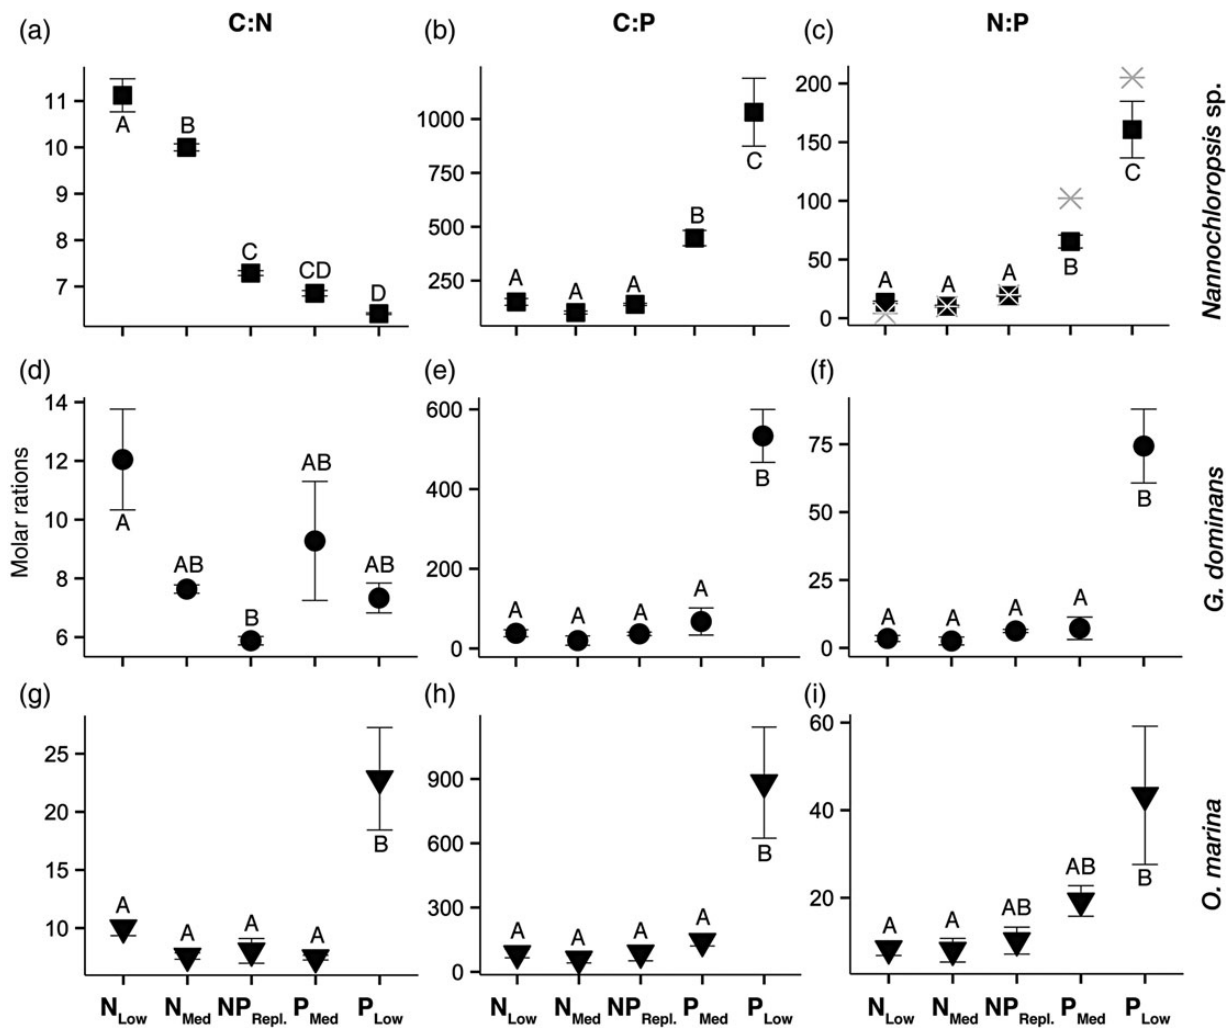 (a) C:N
(b) C:P
(c) N:P
11
10
9
8
7
A
B
C
CD
D
1000
750
500
250
A
A
A
B
C
200
150
100
50
0
A
A
A
B
C
Nannochloropsis sp.
Molar rations
(d)
14
12
10
8
6
A
AB
B
AB
AB
(e)
600
400
200
0
A
A
A
A
B
(f)
75
50
25
0
A
A
A
A
B
G. dominans
(g)
25
20
15
10
A
A
A
A
B
(h)
900
600
300
0
A
A
A
A
B
(i)
60
40
20
A
A
AB
AB
B
O. marina
NLow NMed NPRepl. PMed PLow
NLow NMed NPRepl. PMed PLow
NLow NMed NPRepl. PMed PLow